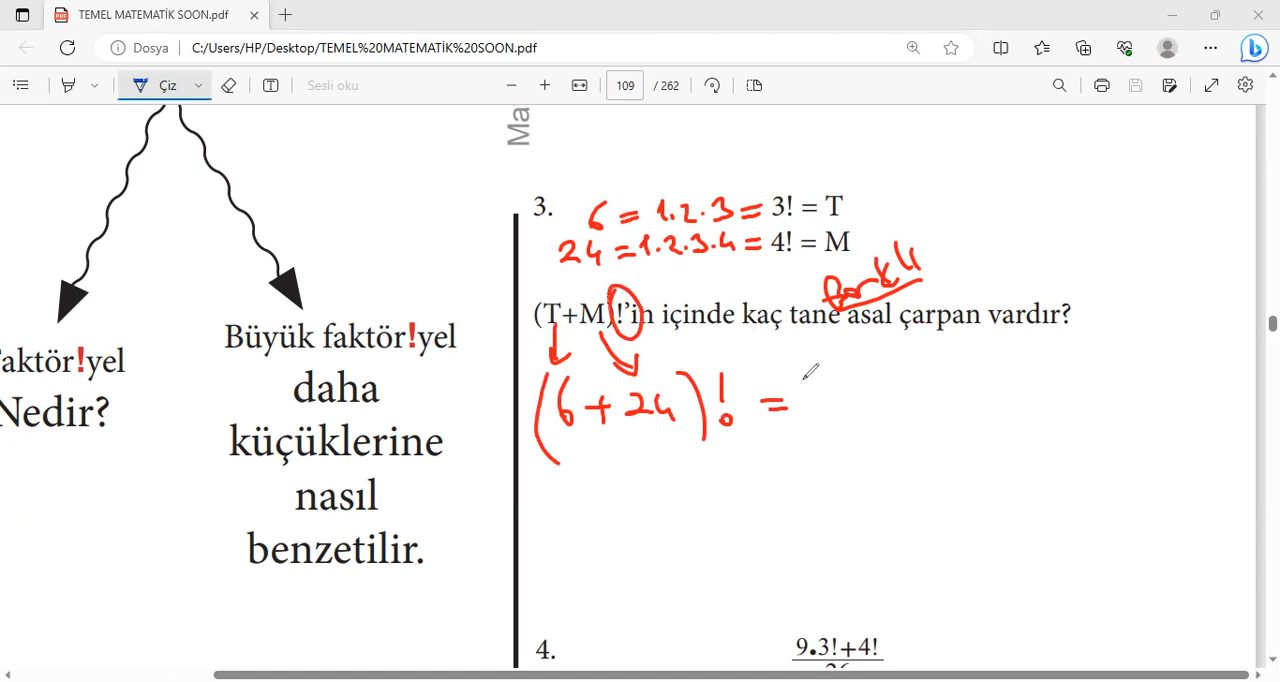 TEMEL MATEMATİK SOON.pdf
Dosya C:/Users/HP/Desktop/TEMEL%20MATEMATİK%20SOON.pdf
Çiz Sesli oku 109 / 262
Ma
3. 6 = 1.2.3 = 3! = T
24 = 1.2.3.4 = 4! = M
farklı
(T+M)!'in içinde kaç tane asal çarpan vardır?
(6 + 24)! =
aktör!yel
Nedir?
Büyük faktör!yel
daha
küçüklerine
nasıl
benzetilir.
4. 9.3!+4!